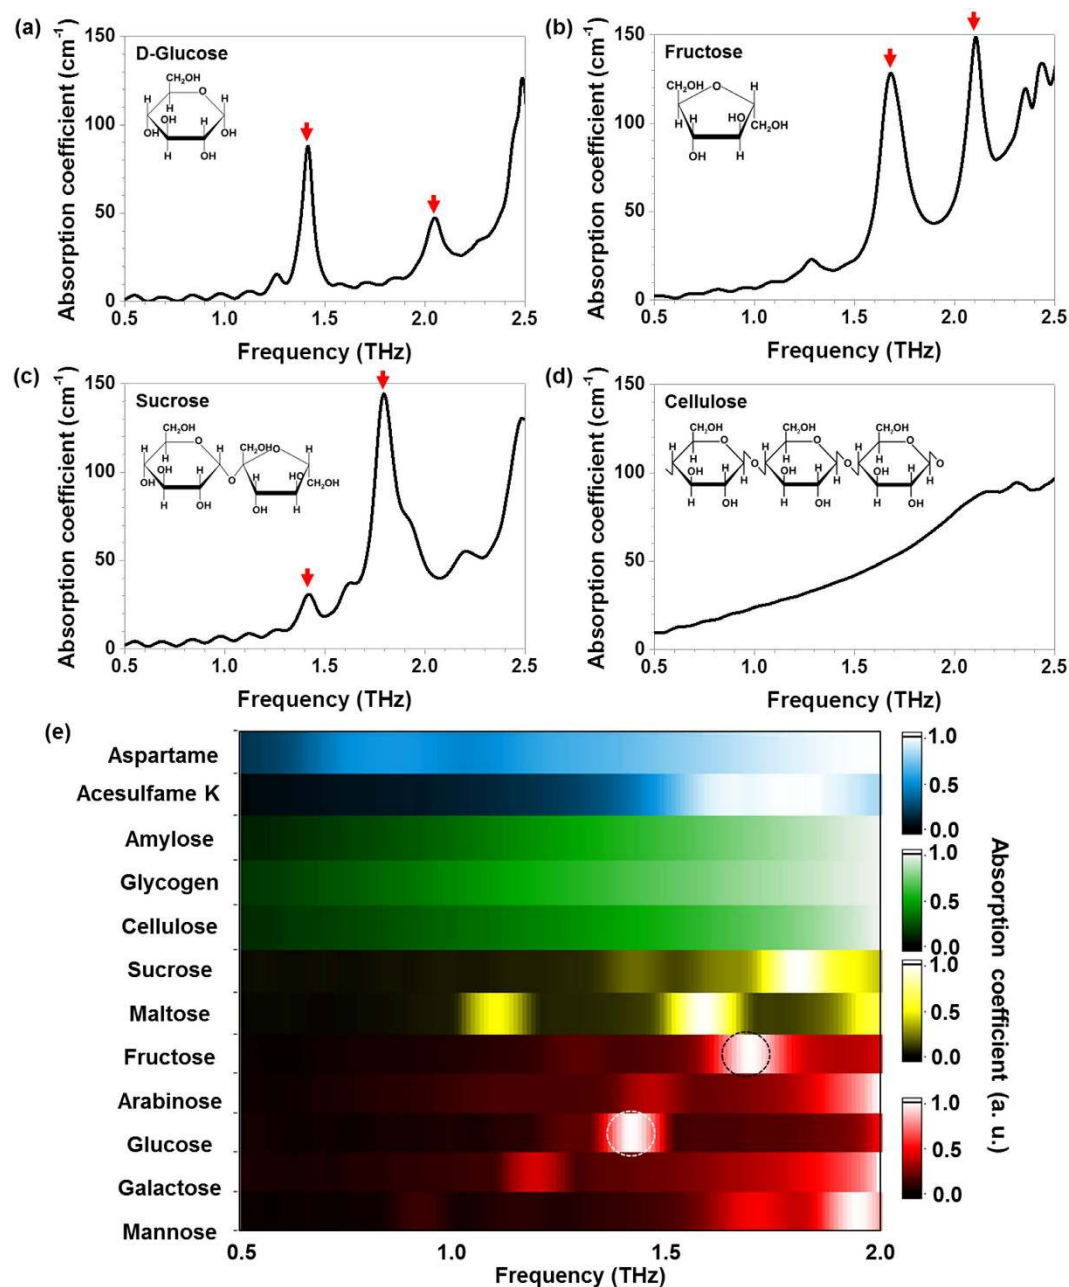 (a)
D-Glucose
Absorption coefficient (cm-1)
150
100
50
0
0.5 1.0 1.5 2.0 2.5
Frequency (THz)
CH2OH
O
H
H
H
H
OH
OH
H
OH
H
OH
(b)
Fructose
Absorption coefficient (cm-1)
150
100
50
0
0.5 1.0 1.5 2.0 2.5
Frequency (THz)
CH2OH
O
H
H
HO
CH2OH
OH
H
(c)
Sucrose
Absorption coefficient (cm-1)
150
100
50
0
0.5 1.0 1.5 2.0 2.5
Frequency (THz)
CH2OH
O
H
H
H
H
OH
OH
H
OH
H
O
CH2OH
O
H
H
HO
CH2OH
OH
H
(d)
Cellulose
Absorption coefficient (cm-1)
150
100
50
0
0.5 1.0 1.5 2.0 2.5
Frequency (THz)
CH2OH CH2OH CH2OH
O O O
H H H
H H H
OH OH OH
H H H
O O O
H H H
H OH H OH H OH
(e)
Aspartame
Acesulfame K
Amylose
Glycogen
Cellulose
Sucrose
Maltose
Fructose
Arabinose
Glucose
Galactose
Mannose
0.5 1.0 1.5 2.0
Frequency (THz)
1.0
0.5
0.0
1.0
0.5
0.0
1.0
0.5
0.0
1.0
0.5
0.0
Absorption coefficient (a. u.)